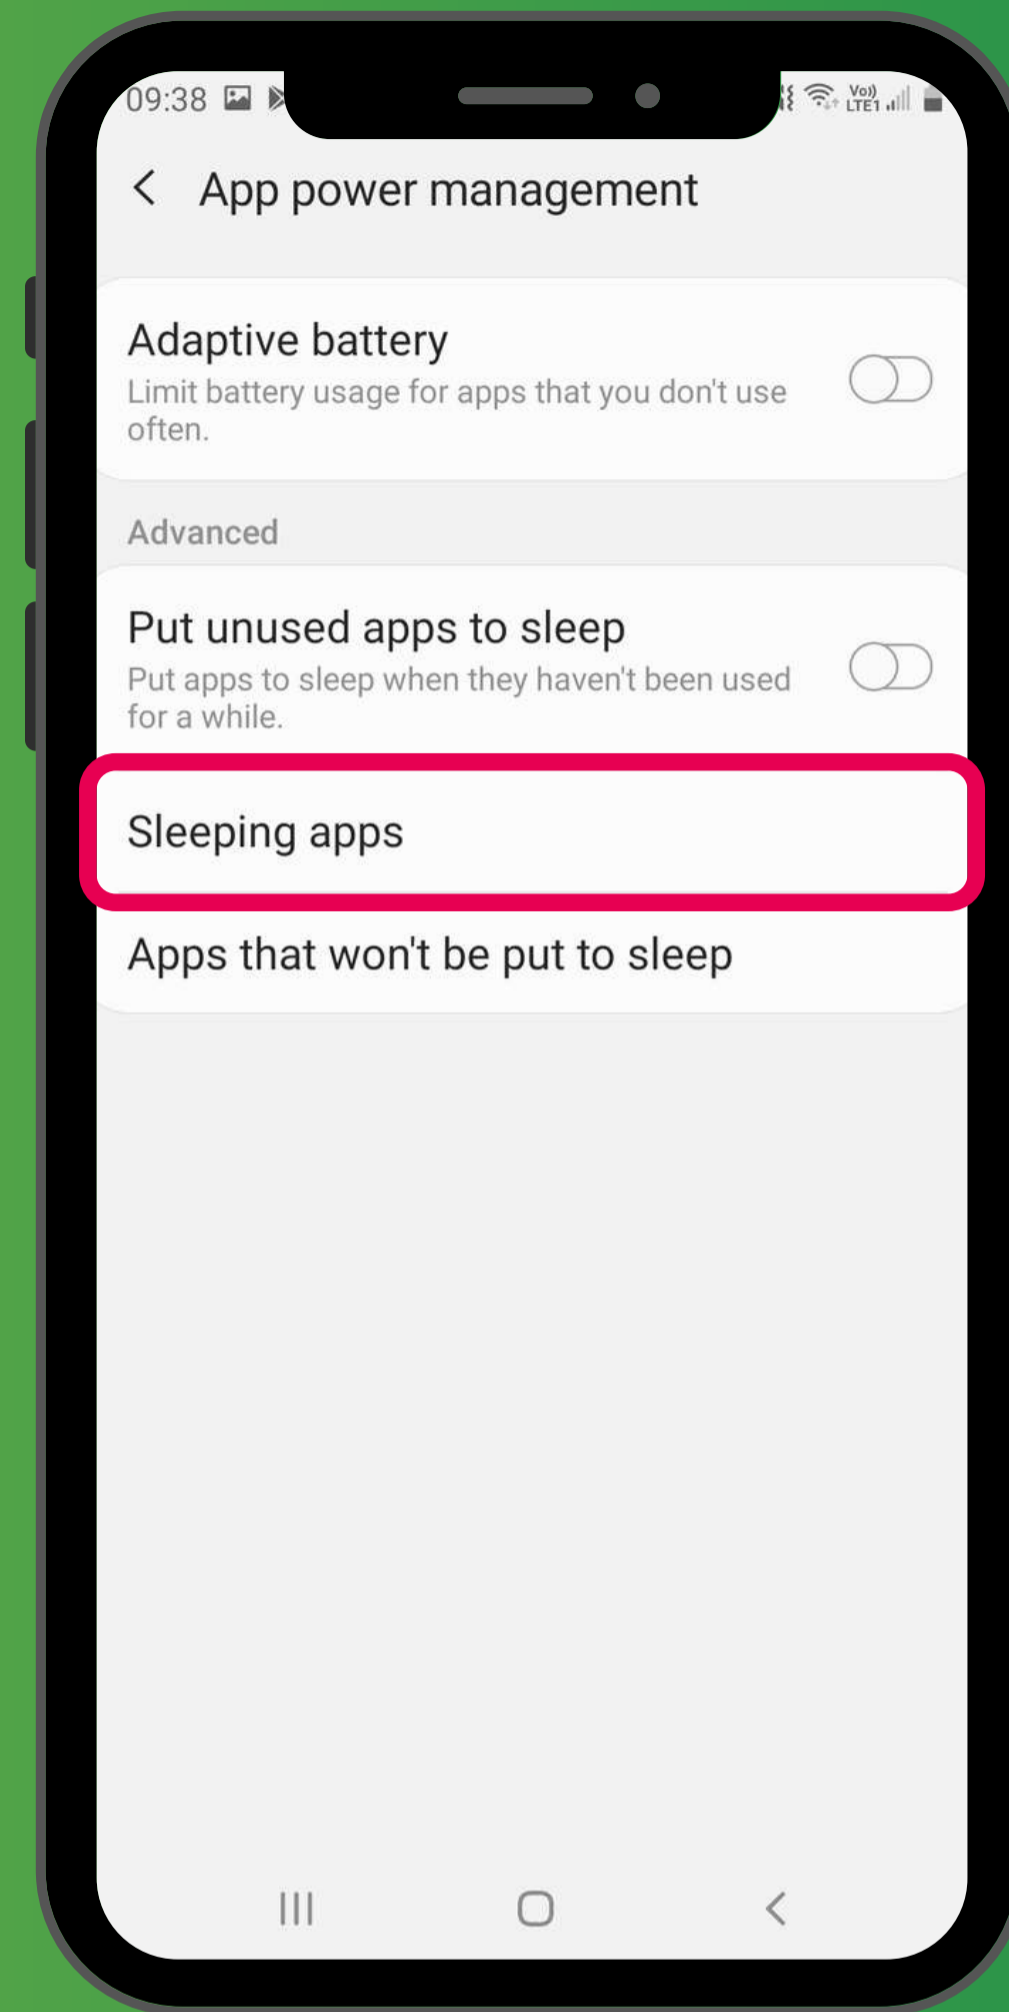 09:38
Vo))
LTE1
App power management
Adaptive battery
Limit battery usage for apps that you don't use
often.
Advanced
Put unused apps to sleep
Put apps to sleep when they haven't been used
for a while.
Sleeping apps
Apps that won't be put to sleep